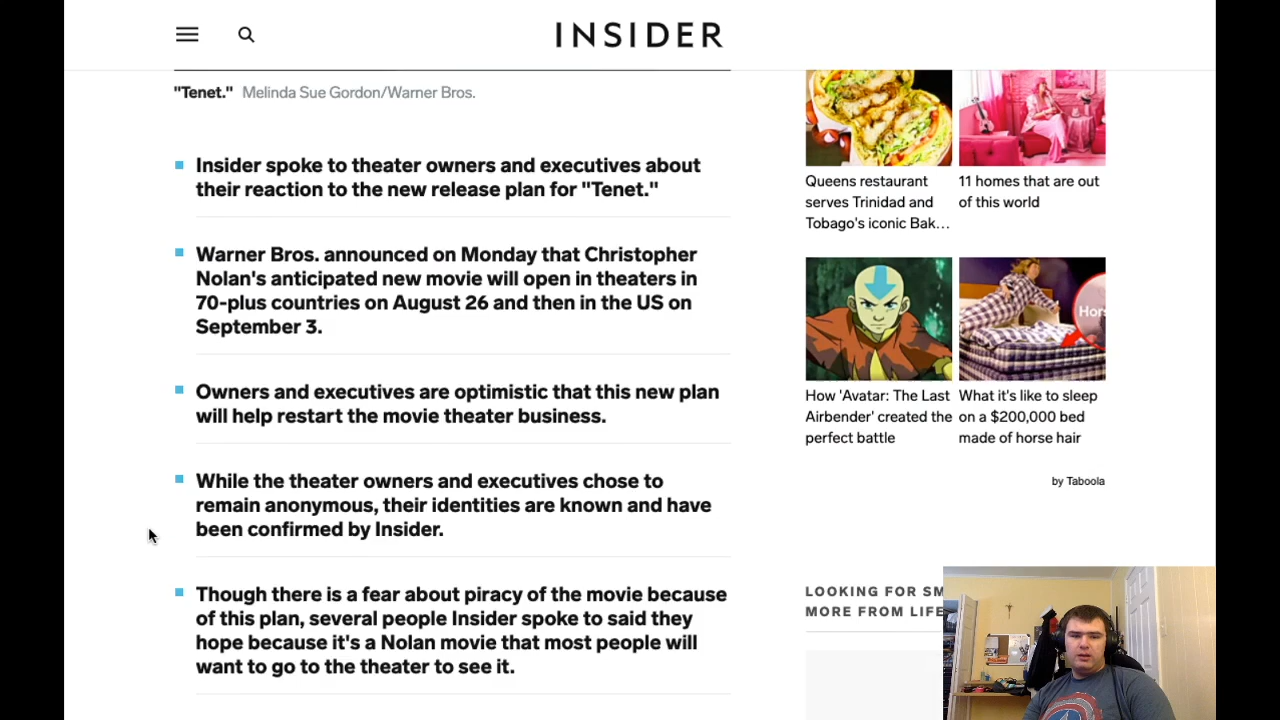 INSIDER
"Tenet." Melinda Sue Gordon/Warner Bros.
Insider spoke to theater owners and executives about
their reaction to the new release plan for "Tenet."
Warner Bros. announced on Monday that Christopher
Nolan's anticipated new movie will open in theaters in
70-plus countries on August 26 and then in the US on
September 3.
Owners and executives are optimistic that this new plan
will help restart the movie theater business.
While the theater owners and executives chose to
remain anonymous, their identities are known and have
been confirmed by Insider.
Though there is a fear about piracy of the movie because
of this plan, several people Insider spoke to said they
hope because it's a Nolan movie that most people will
want to go to the theater to see it.
Queens restaurant
serves Trinidad and
Tobago's iconic Bak…
11 homes that are out
of this world
Hors
How 'Avatar: The Last
Airbender' created the
perfect battle
What it's like to sleep
on a $200,000 bed
made of horse hair
by Taboola
LOOKING FOR SM
MORE FROM LIFE